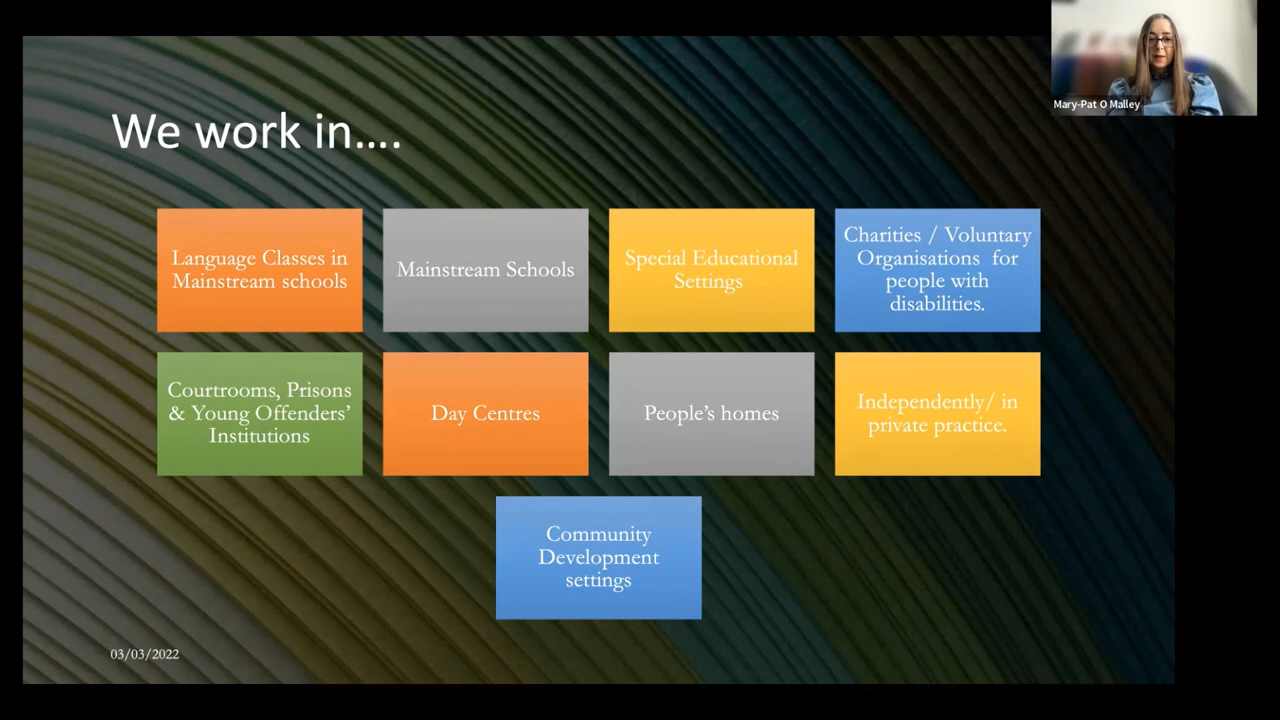 Mary-Pat O Malley
We work in....
Language Classes in
Mainstream schools
Mainstream Schools
Special Educational
Settings
Charities / Voluntary
Organisations for
people with
disabilities.
Courtrooms, Prisons
& Young Offenders’
Institutions
Day Centres
People’s homes
Independently/ in
private practice.
Community
Development
settings
03/03/2022